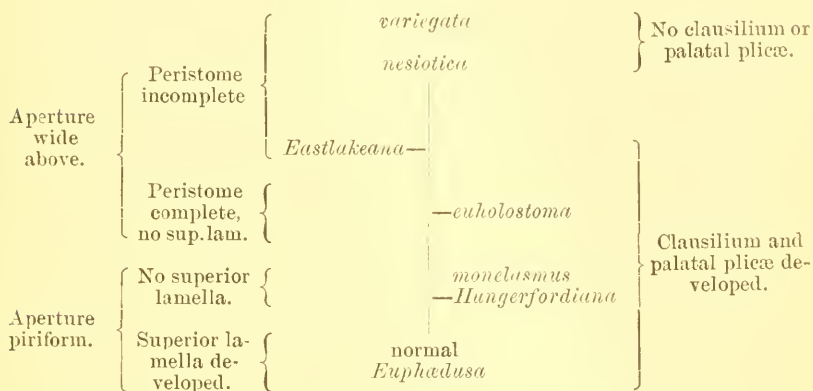 variegata
No clausilium or
palatal plicæ.
nesiotica
Peristome
incomplete
Aperture
wide
above.
Eastlakeana—
Peristome
complete,
no sup. lam.
—euholostoma
Clausilium and
palatal plicæ de-
veloped.
No superior
lamella.
monelasmus
—Hungerfordiana
Aperture
piriform.
Superior la-
mella de-
veloped.
normal
Euphædusa